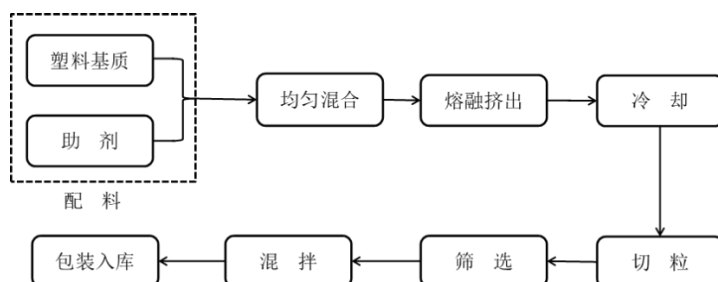 塑料基质
助 剂
配 料
均匀混合
熔融挤出
冷 却
切 粒
筛 选
混 拌
包装入库